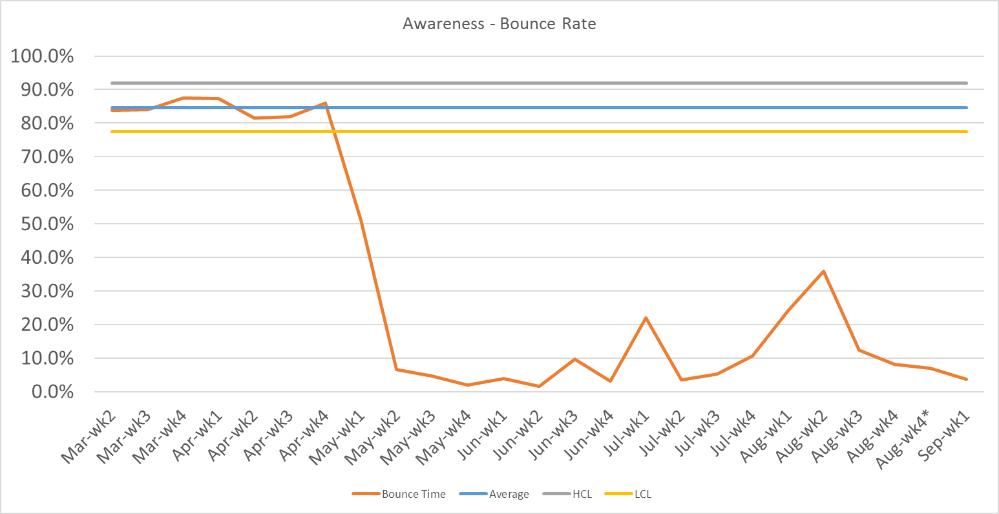 Awareness - Bounce Rate
100.0%
90.0%
80.0%
70.0%
60.0%
50.0%
40.0%
30.0%
20.0%
10.0%
0.0%
Mar-wk2
Mar-wk3
Mar-wk4
Apr-wk1
Apr-wk2
Apr-wk3
Apr-wk4
May-wk1
May-wk2
May-wk3
May-wk4
Jun-wk1
Jun-wk2
Jun-wk3
Jun-wk4
Jul-wk1
Jul-wk2
Jul-wk3
Jul-wk4
Aug-wk1
Aug-wk2
Aug-wk3
Aug-wk4
Aug-wk4*
Sep-wk1
Bounce Time Average HCL LCL